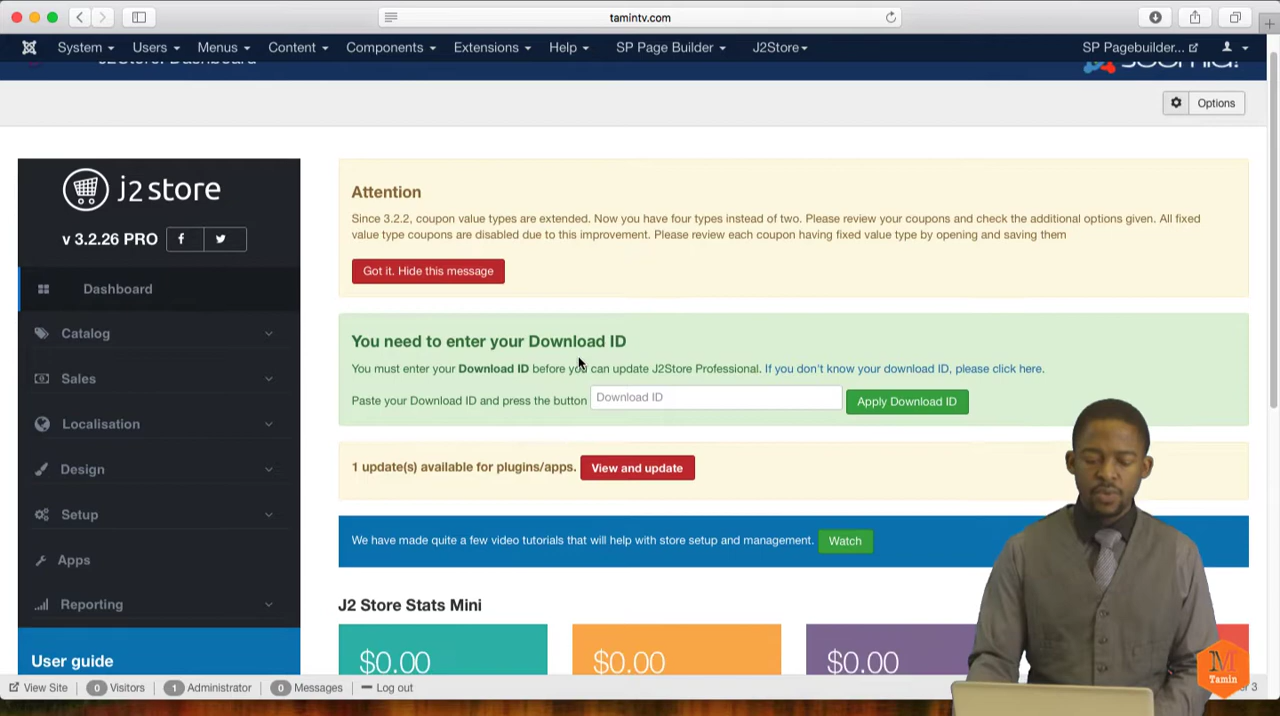 tamintv.com
System Users Menus Content Components Extensions Help SP Page Builder J2Store SP Pagebuilder...
J2Store: Dashboard
Joomla!
Options
j2store
v 3.2.26 PRO
Dashboard
Catalog
Sales
Localisation
Design
Setup
Apps
Reporting
User guide
Attention
Since 3.2.2, coupon value types are extended. Now you have four types instead of two. Please review your coupons and check the additional options given. All fixed
value type coupons are disabled due to this improvement. Please review each coupon having fixed value type by opening and saving them
Got it. Hide this message
You need to enter your Download ID
You must enter your Download ID before you can update J2Store Professional. If you don't know your download ID, please click here.
Paste your Download ID and press the button Download ID Apply Download ID
1 update(s) available for plugins/apps. View and update
We have made quite a few video tutorials that will help with store setup and management. Watch
J2 Store Stats Mini
$0.00 $0.00 $0.00
M
Tamin
View Site 0 Visitors 1 Administrator 0 Messages Log out 3